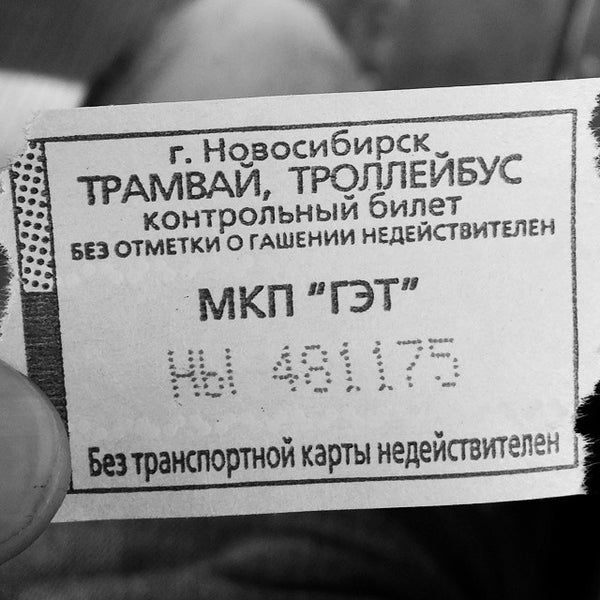 г. Новосибирск
ТРАМВАЙ, ТРОЛЛЕЙБУС
контрольный билет
БЕЗ ОТМЕТКИ О ГАШЕНИИ НЕДЕЙСТВИТЕЛЕН
МКП "ГЭТ"
НЫ 481175
Без транспортной карты недействителен